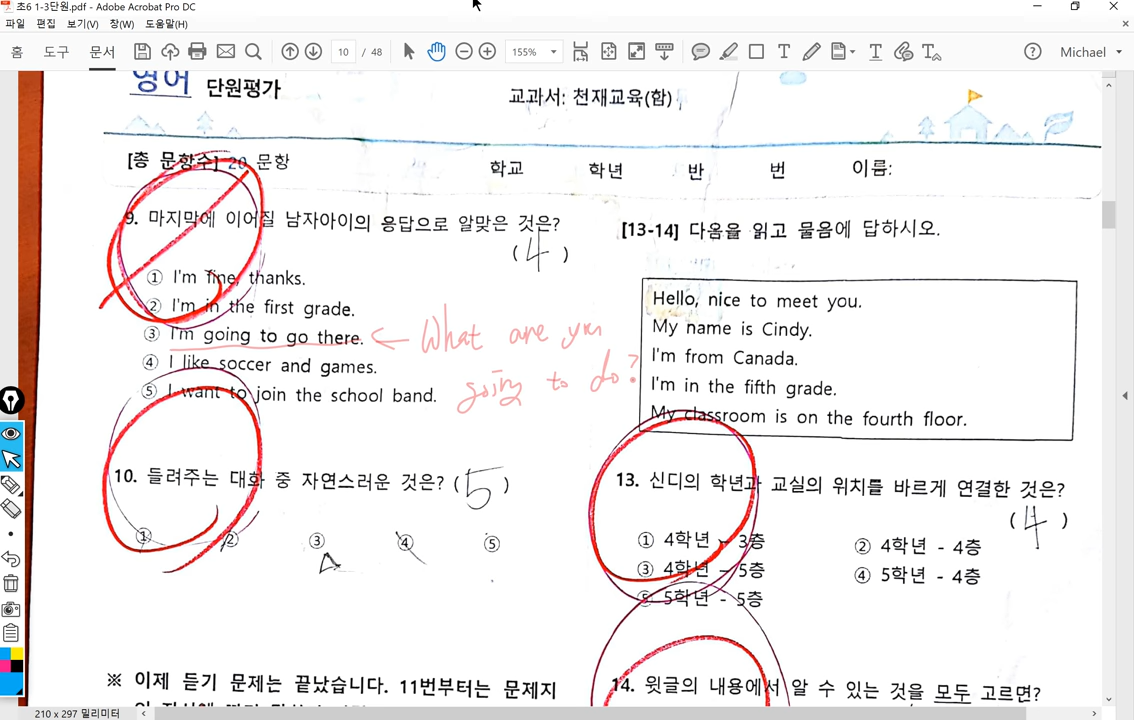 초6 1-3단원.pdf - Adobe Acrobat Pro DC
파일 편집 보기(V) 창(W) 도움말(H)
홈 도구 문서 10 / 48 155% Michael
영어 단원평가
교과서: 천재교육(함)
[총 문항수] 20 문항 학교 학년 반 번 이름:
9. 마지막에 이어질 남자아이의 응답으로 알맞은 것은?
( 4 )
① I'm fine, thanks.
② I'm in the first grade.
③ I'm going to go there. ← What are you
going to do?
④ I like soccer and games.
⑤ I want to join the school band.
10. 들려주는 대화 중 자연스러운 것은? ( 5 )
① ② ③ ④ ⑤
※ 이제 듣기 문제는 끝났습니다. 11번부터는 문제지
[13-14] 다음을 읽고 물음에 답하시오.
Hello, nice to meet you.
My name is Cindy.
I'm from Canada.
I'm in the fifth grade.
My classroom is on the fourth floor.
13. 신디의 학년과 교실의 위치를 바르게 연결한 것은?
( 4 )
① 4학년 - 3층 ② 4학년 - 4층
③ 4학년 - 5층 ④ 5학년 - 4층
⑤ 5학년 - 5층
14. 윗글의 내용에서 알 수 있는 것을 모두 고르면?
210 x 297 밀리미터